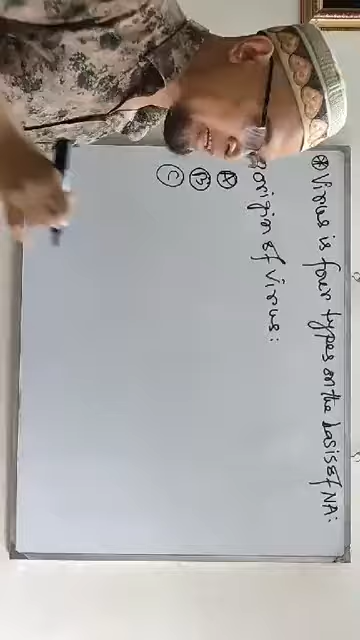 ⊛ Virus is four types on the basis of NA:
origin of Virus:
Ⓐ
Ⓑ
Ⓒ